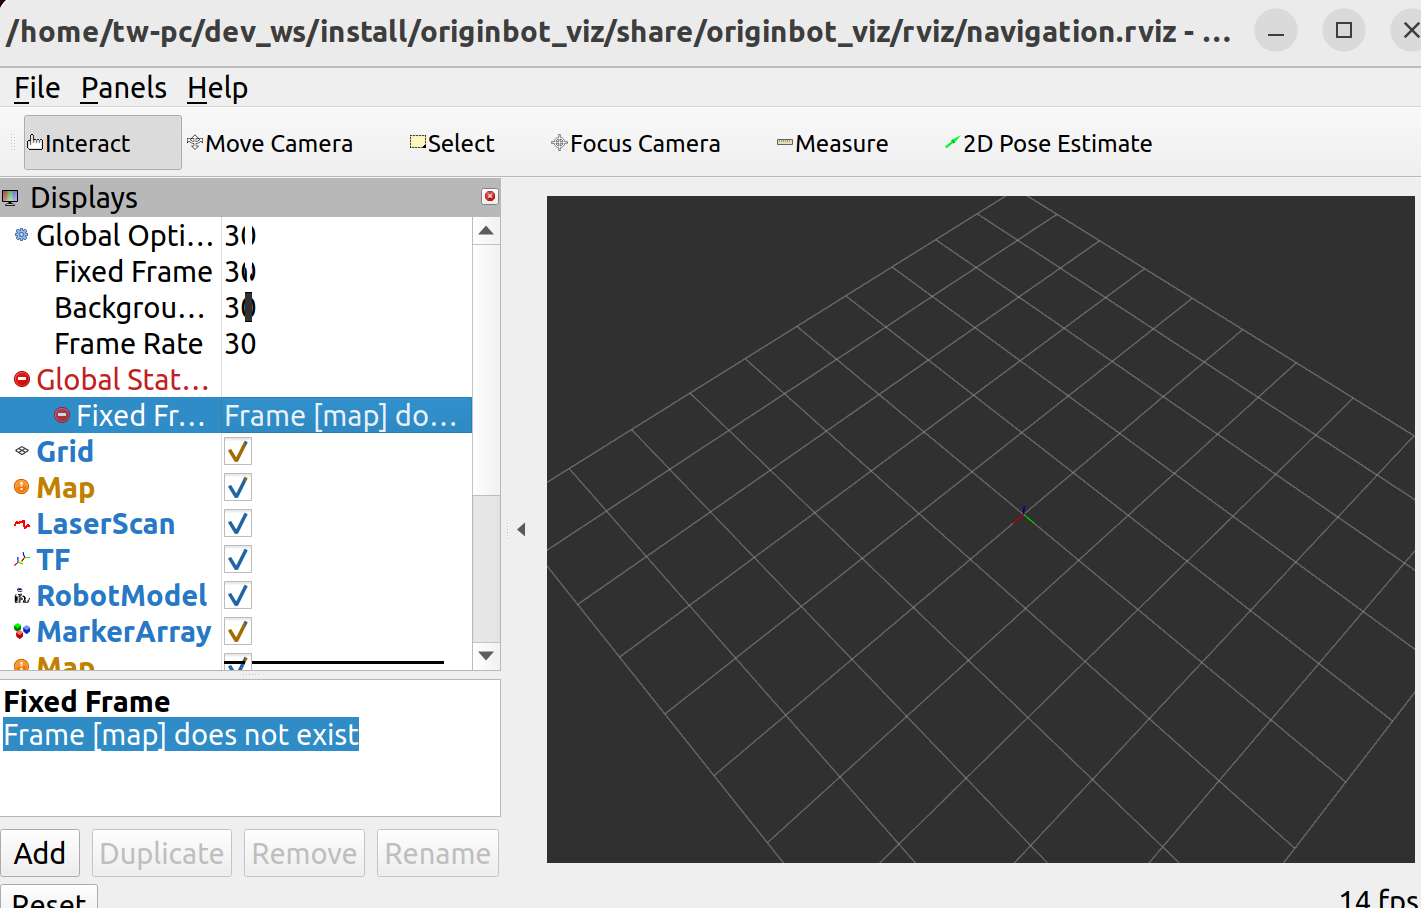 /home/tw-pc/dev_ws/install/originbot_viz/share/originbot_viz/rviz/navigation.rviz - ...
File Panels Help
Interact Move Camera Select Focus Camera Measure 2D Pose Estimate
Displays
Global Opti... 30
Fixed Frame 30
Backgrou... 30
Frame Rate 30
Global Stat...
Fixed Fr... Frame [map] do...
Grid
Map
LaserScan
TF
RobotModel
MarkerArray
Map
Fixed Frame
Frame [map] does not exist
Add Duplicate Remove Rename
Reset
14 fps